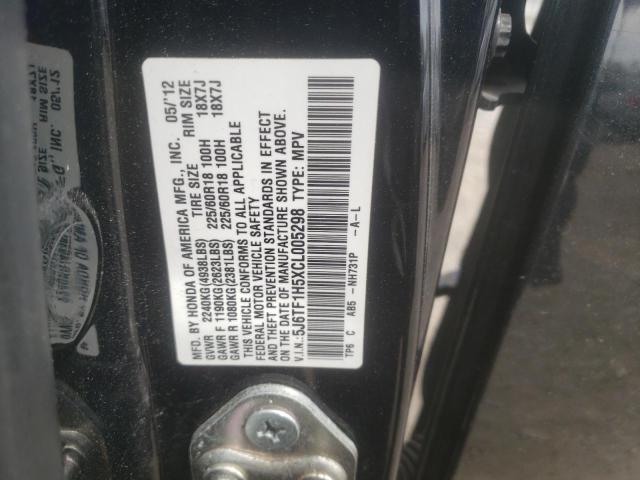 MFD. BY HONDA OF AMERICA MFG., INC. 05/'12
TIRE SIZE RIM SIZE
GVWR 2240KG(4938LBS)
GAWR F 1190KG(2623LBS) 225/60R18 100H 18X7J
GAWR R 1080KG(2381LBS) 225/60R18 100H 18X7J
THIS VEHICLE CONFORMS TO ALL APPLICABLE
FEDERAL MOTOR VEHICLE SAFETY
AND THEFT PREVENTION STANDARDS IN EFFECT
ON THE DATE OF MANUFACTURE SHOWN ABOVE.
V.I.N.: 5J6TF1H5XCL005298 TYPE: MPV
TP6 C AB5 -NH731P -A-L